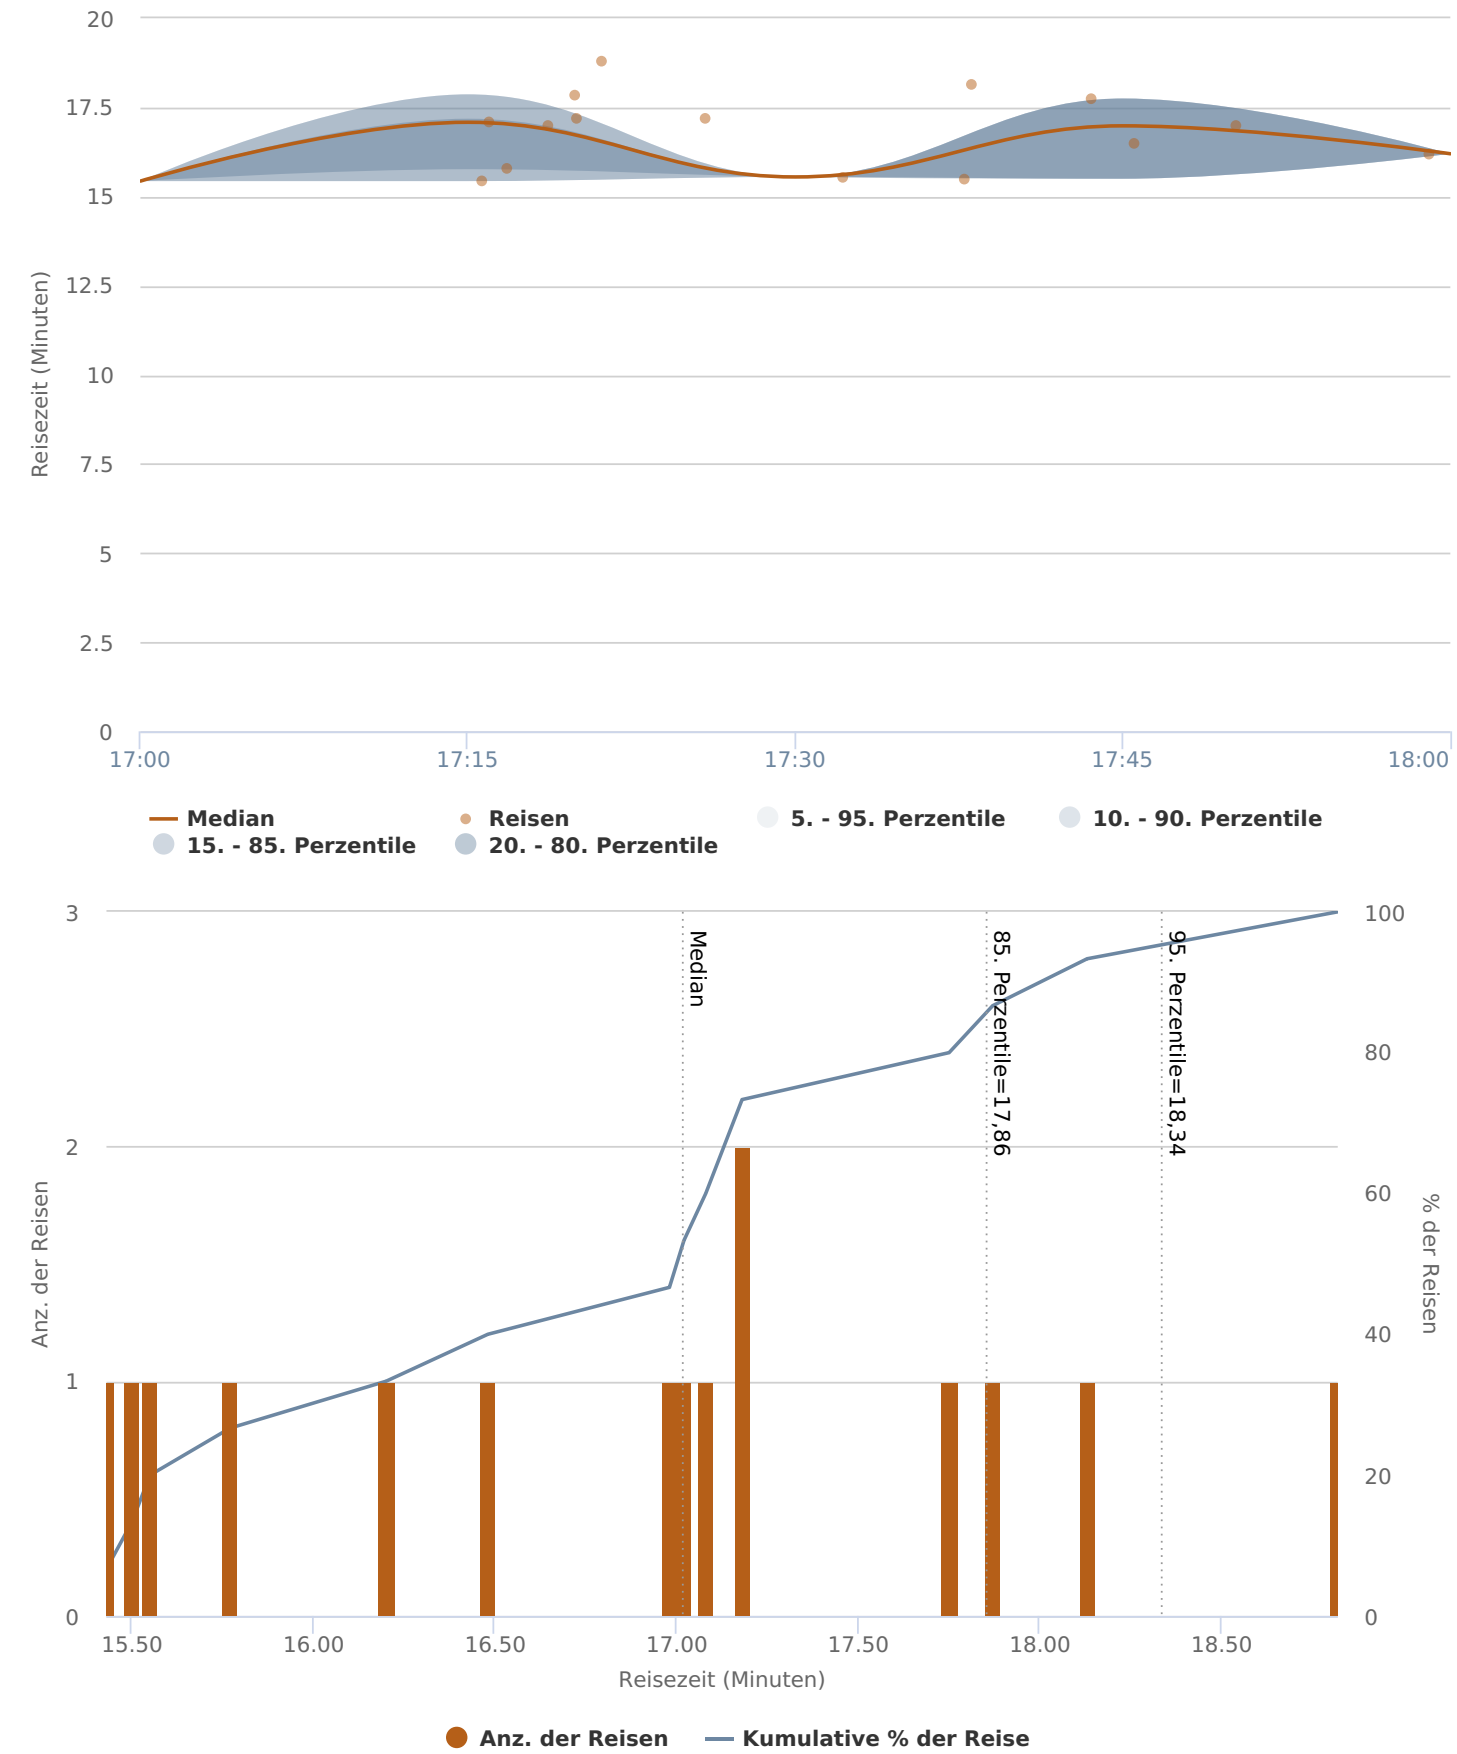 20
17.5
15
12.5
10
7.5
5
2.5
0
Reisezeit (Minuten)
17:00 17:15 17:30 17:45 18:00
Median Reisen 5. - 95. Perzentile 10. - 90. Perzentile
15. - 85. Perzentile 20. - 80. Perzentile
3 100
Median
85. Perzentile=17,86
95. Perzentile=18,34
80
2
60
Anz. der Reisen
% der Reisen
40
1
20
0 0
15.50 16.00 16.50 17.00 17.50 18.00 18.50
Reisezeit (Minuten)
Anz. der Reisen Kumulative % der Reise